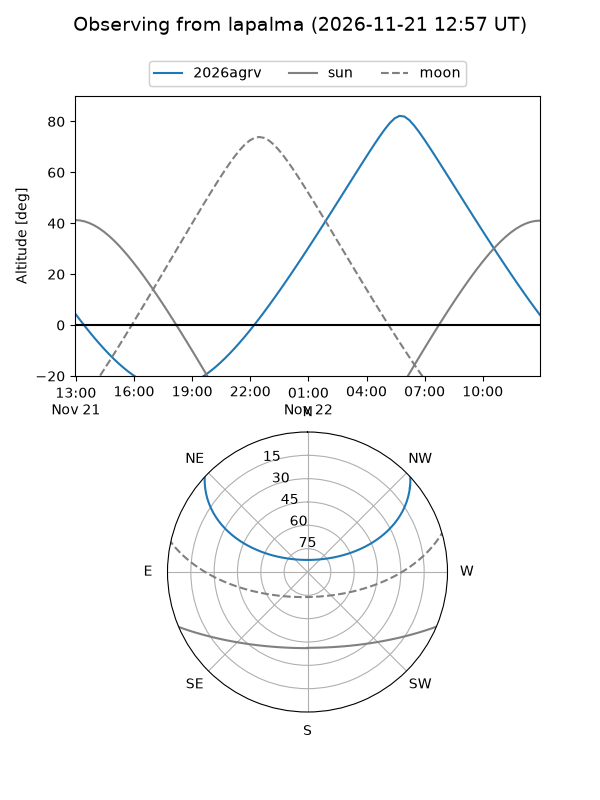 Observing from lapalma (2026-11-21 12:57 UT)
2026agrv sun moon
Altitude [deg]
80
60
40
20
0
−20
13:00 16:00 19:00 22:00 01:00 04:00 07:00 10:00
Nov 21 Nov 22
N
NE NW
15
30
45
60
75
E W
SE SW
S